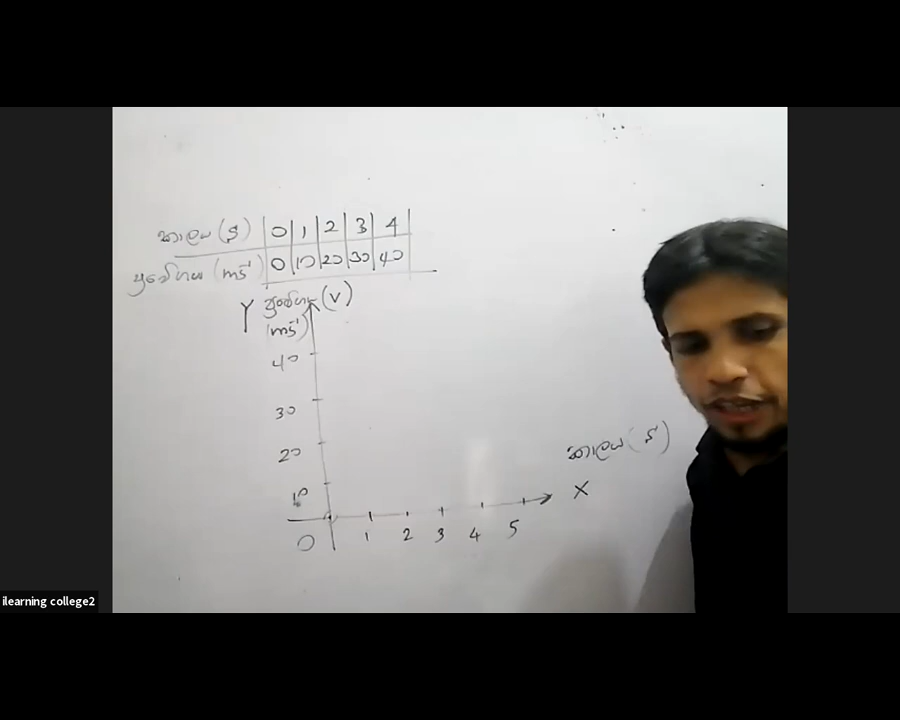 කාලය (s) 0 1 2 3 4
ප්‍රවේගය (ms⁻¹) 0 10 20 30 40
Y ප්‍රවේගය (v)
(ms⁻¹)
40
30
20
10
කාලය (s)
X
0 1 2 3 4 5
ilearning college2